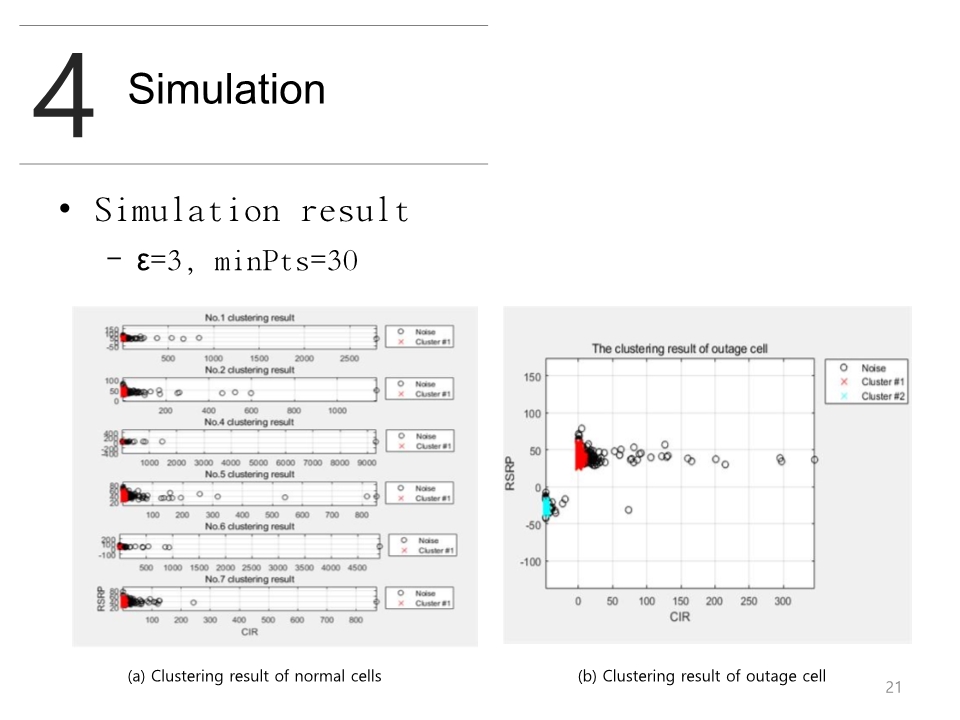 4
Simulation
• Simulation result
– ε=3, minPts=30
No.1 clustering result
150
100
50
0
-50
500 1000 1500 2000 2500
Noise
Cluster #1
No.2 clustering result
100
50
0
200 400 600 800 1000
Noise
Cluster #1
No.4 clustering result
400
200
0
-200
-400
1000 2000 3000 4000 5000 6000 7000 8000 9000
Noise
Cluster #1
No.5 clustering result
80
60
40
20
100 200 300 400 500 600 700 800
Noise
Cluster #1
No.6 clustering result
200
100
0
-100
500 1000 1500 2000 2500 3000 3500 4000 4500
Noise
Cluster #1
No.7 clustering result
RSRP
80
60
40
20
100 200 300 400 500 600 700 800
CIR
Noise
Cluster #1
(a) Clustering result of normal cells
The clustering result of outage cell
RSRP
150
100
50
0
-50
-100
0 50 100 150 200 250 300
CIR
Noise
Cluster #1
Cluster #2
(b) Clustering result of outage cell
21